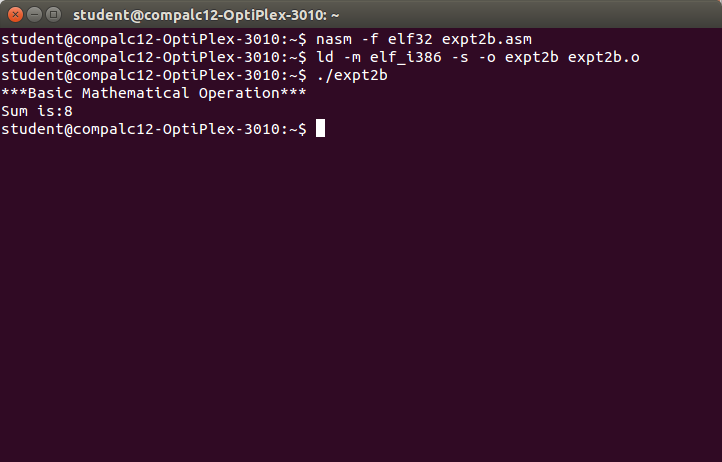 student@compalc12-OptiPlex-3010: ~
student@compalc12-OptiPlex-3010:~$ nasm -f elf32 expt2b.asm
student@compalc12-OptiPlex-3010:~$ ld -m elf_i386 -s -o expt2b expt2b.o
student@compalc12-OptiPlex-3010:~$ ./expt2b
***Basic Mathematical Operation***
Sum is:8
student@compalc12-OptiPlex-3010:~$